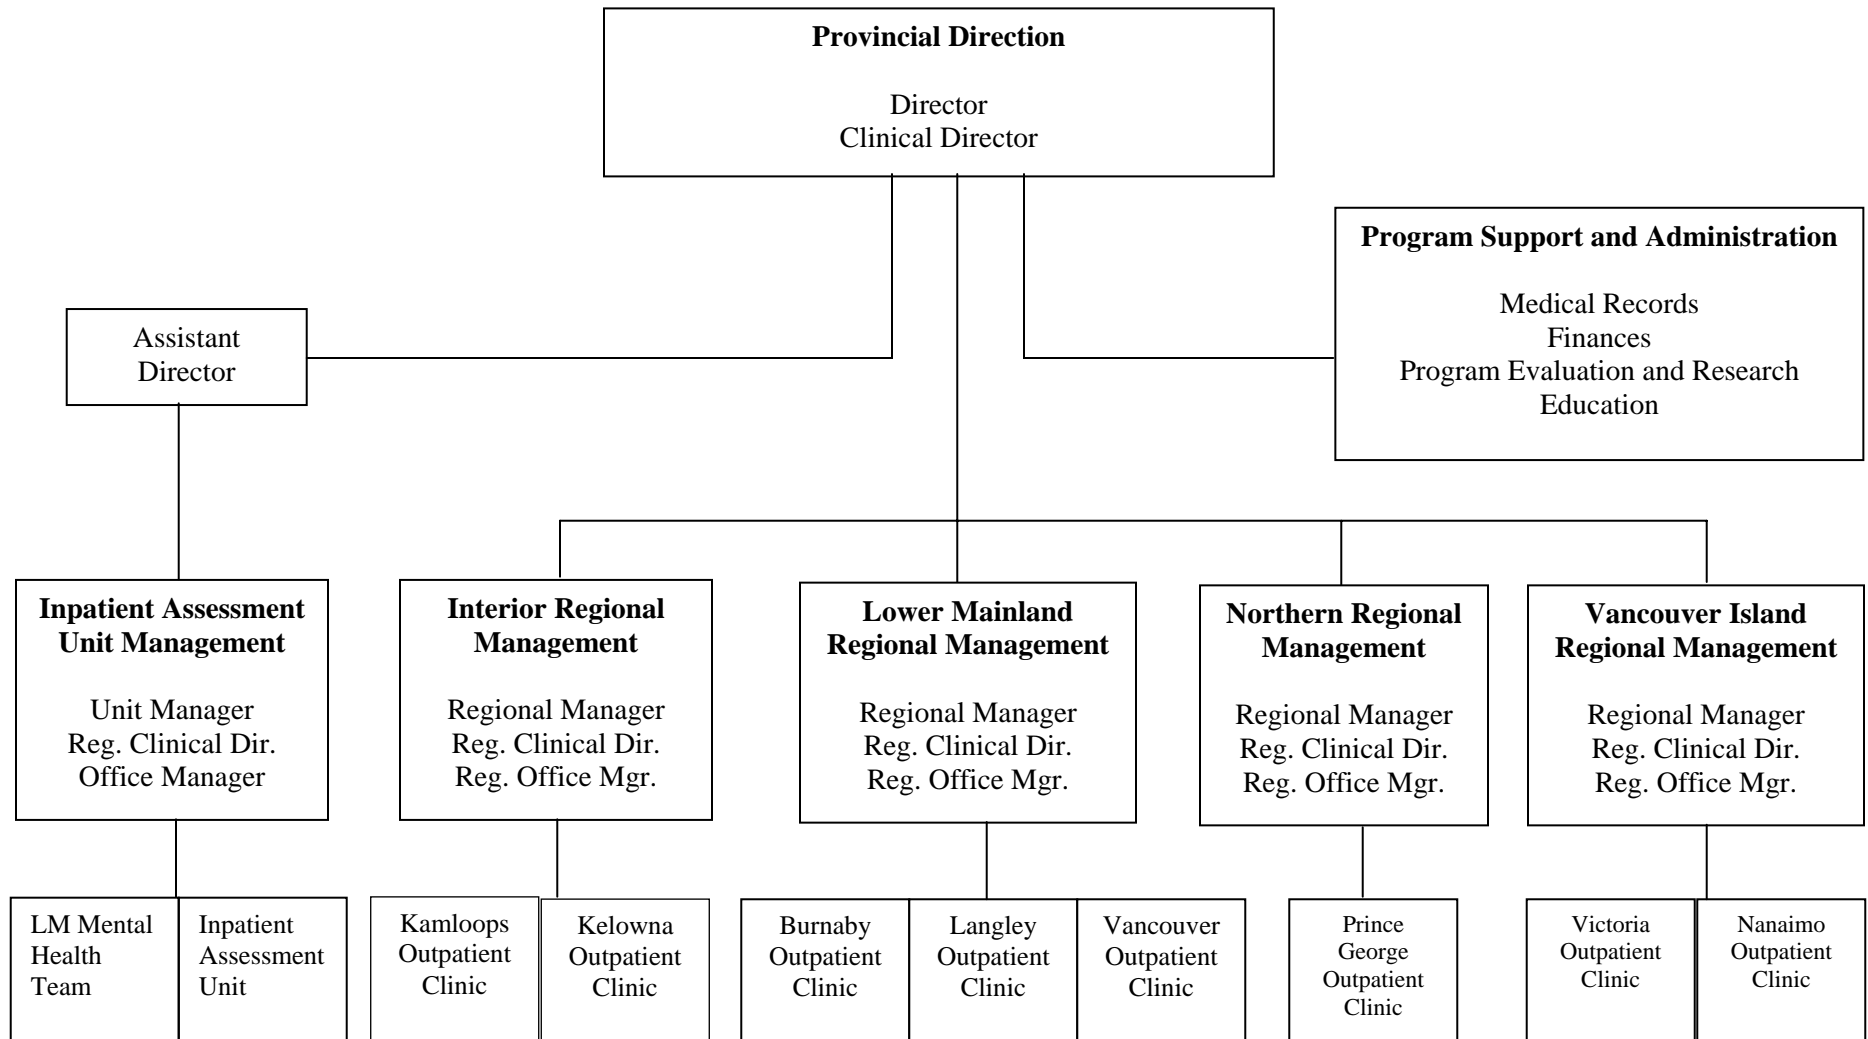 Provincial Direction
Director
Clinical Director
Program Support and Administration
Medical Records
Finances
Program Evaluation and Research
Education
Assistant
Director
Inpatient Assessment
Unit Management
Unit Manager
Reg. Clinical Dir.
Office Manager
Interior Regional
Management
Regional Manager
Reg. Clinical Dir.
Reg. Office Mgr.
Lower Mainland
Regional Management
Regional Manager
Reg. Clinical Dir.
Reg. Office Mgr.
Northern Regional
Management
Regional Manager
Reg. Clinical Dir.
Reg. Office Mgr.
Vancouver Island
Regional Management
Regional Manager
Reg. Clinical Dir.
Reg. Office Mgr.
LM Mental
Health
Team
Inpatient
Assessment
Unit
Kamloops
Outpatient
Clinic
Kelowna
Outpatient
Clinic
Burnaby
Outpatient
Clinic
Langley
Outpatient
Clinic
Vancouver
Outpatient
Clinic
Prince
George
Outpatient
Clinic
Victoria
Outpatient
Clinic
Nanaimo
Outpatient
Clinic